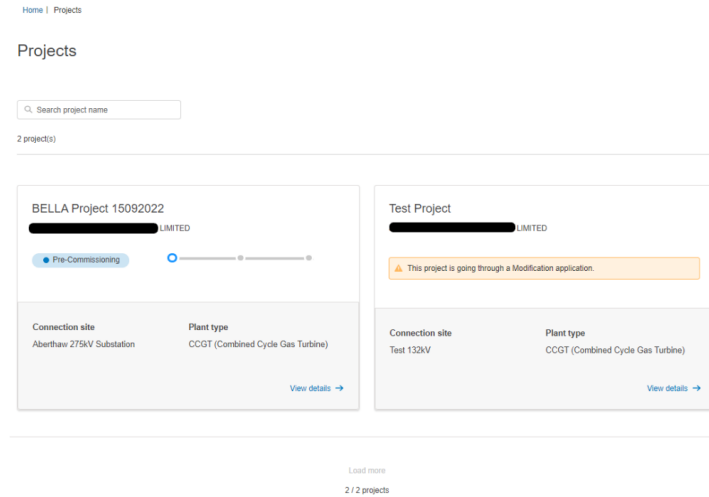 Home | Projects
Projects
Search project name
2 project(s)
BELLA Project 15092022
LIMITED
Pre-Commissioning
Connection site
Plant type
Aberthaw 275kV Substation
CCGT (Combined Cycle Gas Turbine)
View details →
Test Project
LIMITED
This project is going through a Modification application.
Connection site
Plant type
Test 132kV
CCGT (Combined Cycle Gas Turbine)
View details →
Load more
2 / 2 projects